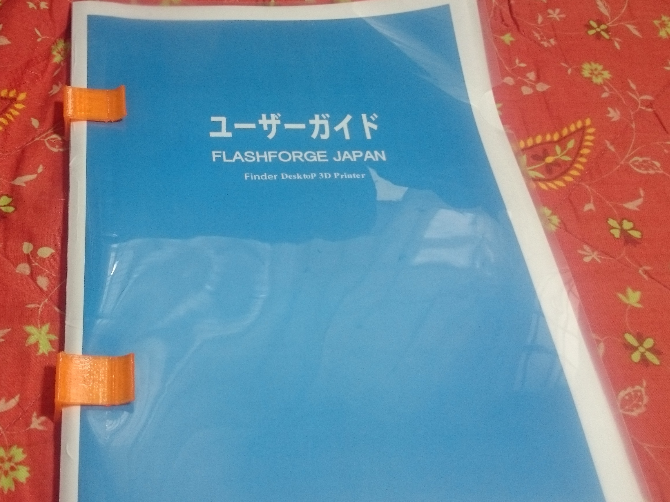 ユーザーガイド
FLASHFORGE JAPAN
Finder DesktoP 3D Printer